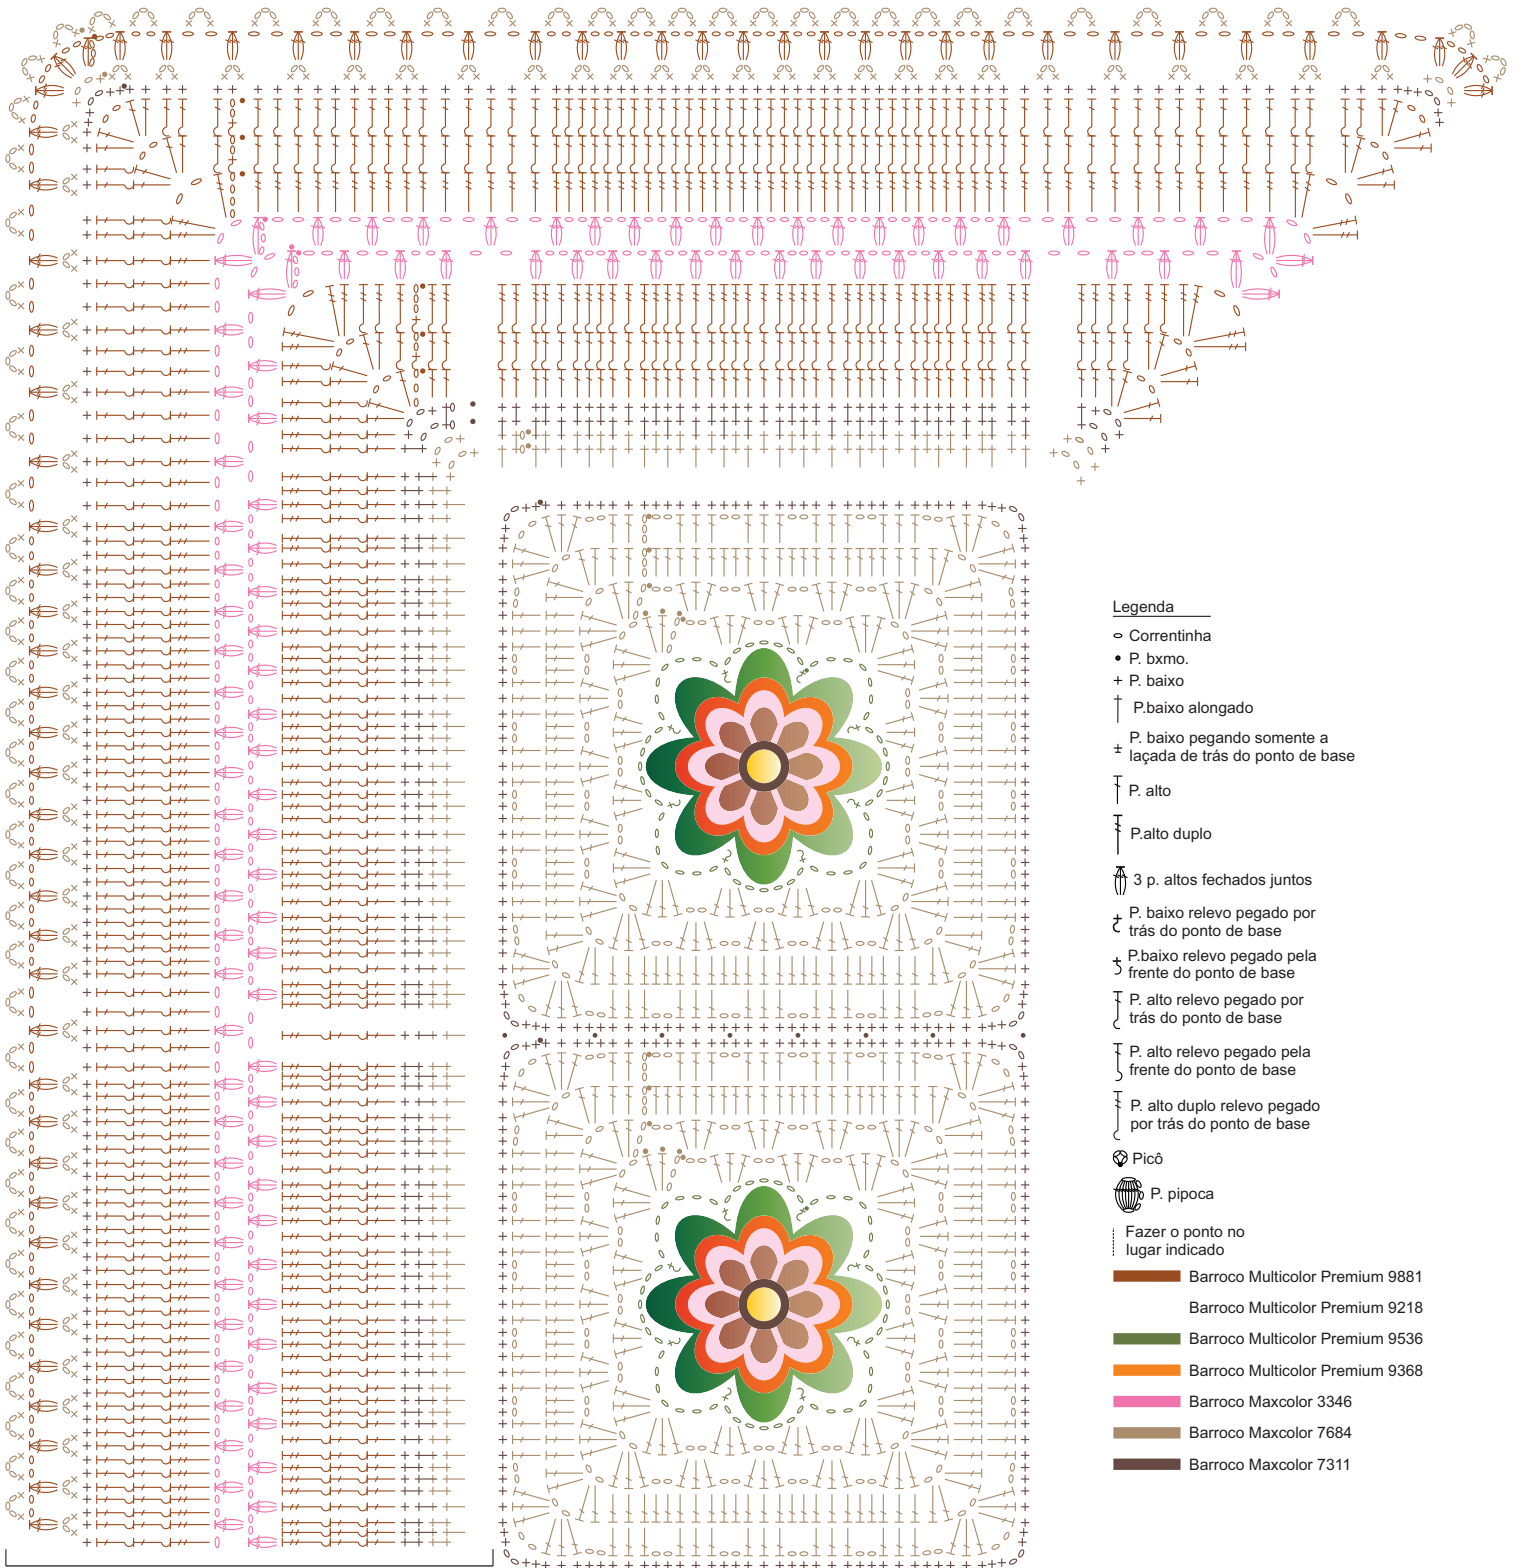 Legenda
Correntinha
P. bxmo.
P. baixo
P.baixo alongado
P. baixo pegando somente a
laçada de trás do ponto de base
P. alto
P.alto duplo
3 p. altos fechados juntos
P. baixo relevo pegado por
trás do ponto de base
P.baixo relevo pegado pela
frente do ponto de base
P. alto relevo pegado por
trás do ponto de base
P. alto relevo pegado pela
frente do ponto de base
P. alto duplo relevo pegado
por trás do ponto de base
Picô
P. pipoca
Fazer o ponto no
lugar indicado
Barroco Multicolor Premium 9881
Barroco Multicolor Premium 9218
Barroco Multicolor Premium 9536
Barroco Multicolor Premium 9368
Barroco Maxcolor 3346
Barroco Maxcolor 7684
Barroco Maxcolor 7311